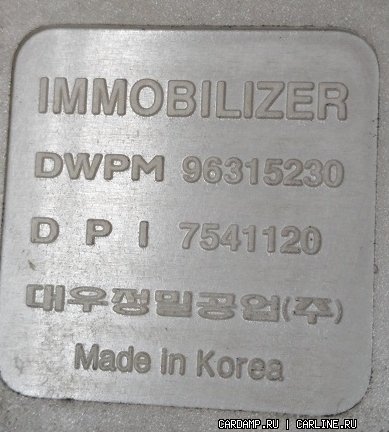 IMMOBILIZER
DWPM 96315230
D P I 7541120
대우정밀공업(주)
Made in Korea
CARDAMP.RU | CARLINE.RU